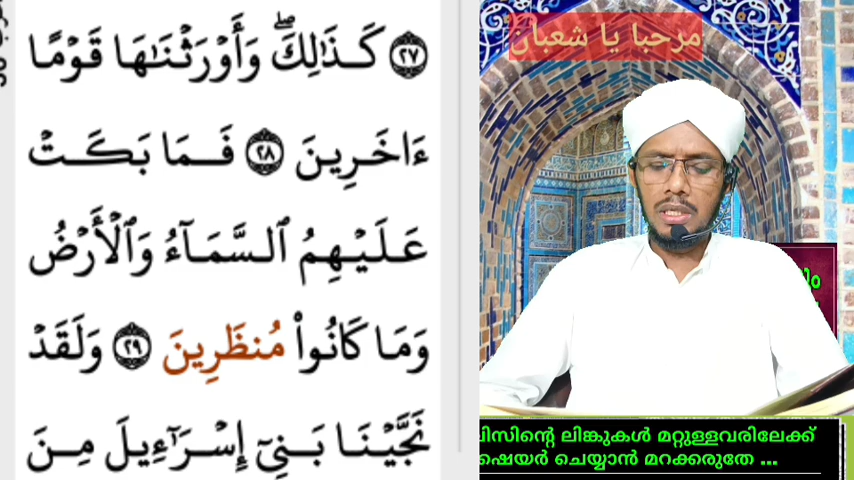 ٢٧ كَذَٰلِكَۖ وَأَوْرَثْنَٰهَا قَوْمًا
ءَاخَرِينَ ٢٨ فَمَا بَكَتْ
عَلَيْهِمُ ٱلسَّمَآءُ وَٱلْأَرْضُ
وَمَا كَانُوا۟ مُنظَرِينَ ٢٩ وَلَقَدْ
نَجَّيْنَا بَنِىٓ إِسْرَٰٓءِيلَ مِنَ
مرحبا يا شعبان
ലിങ്കുകൾ മറ്റുള്ളവരിലേക്ക്
ഷെയർ ചെയ്യാൻ മറക്കരുതേ ...